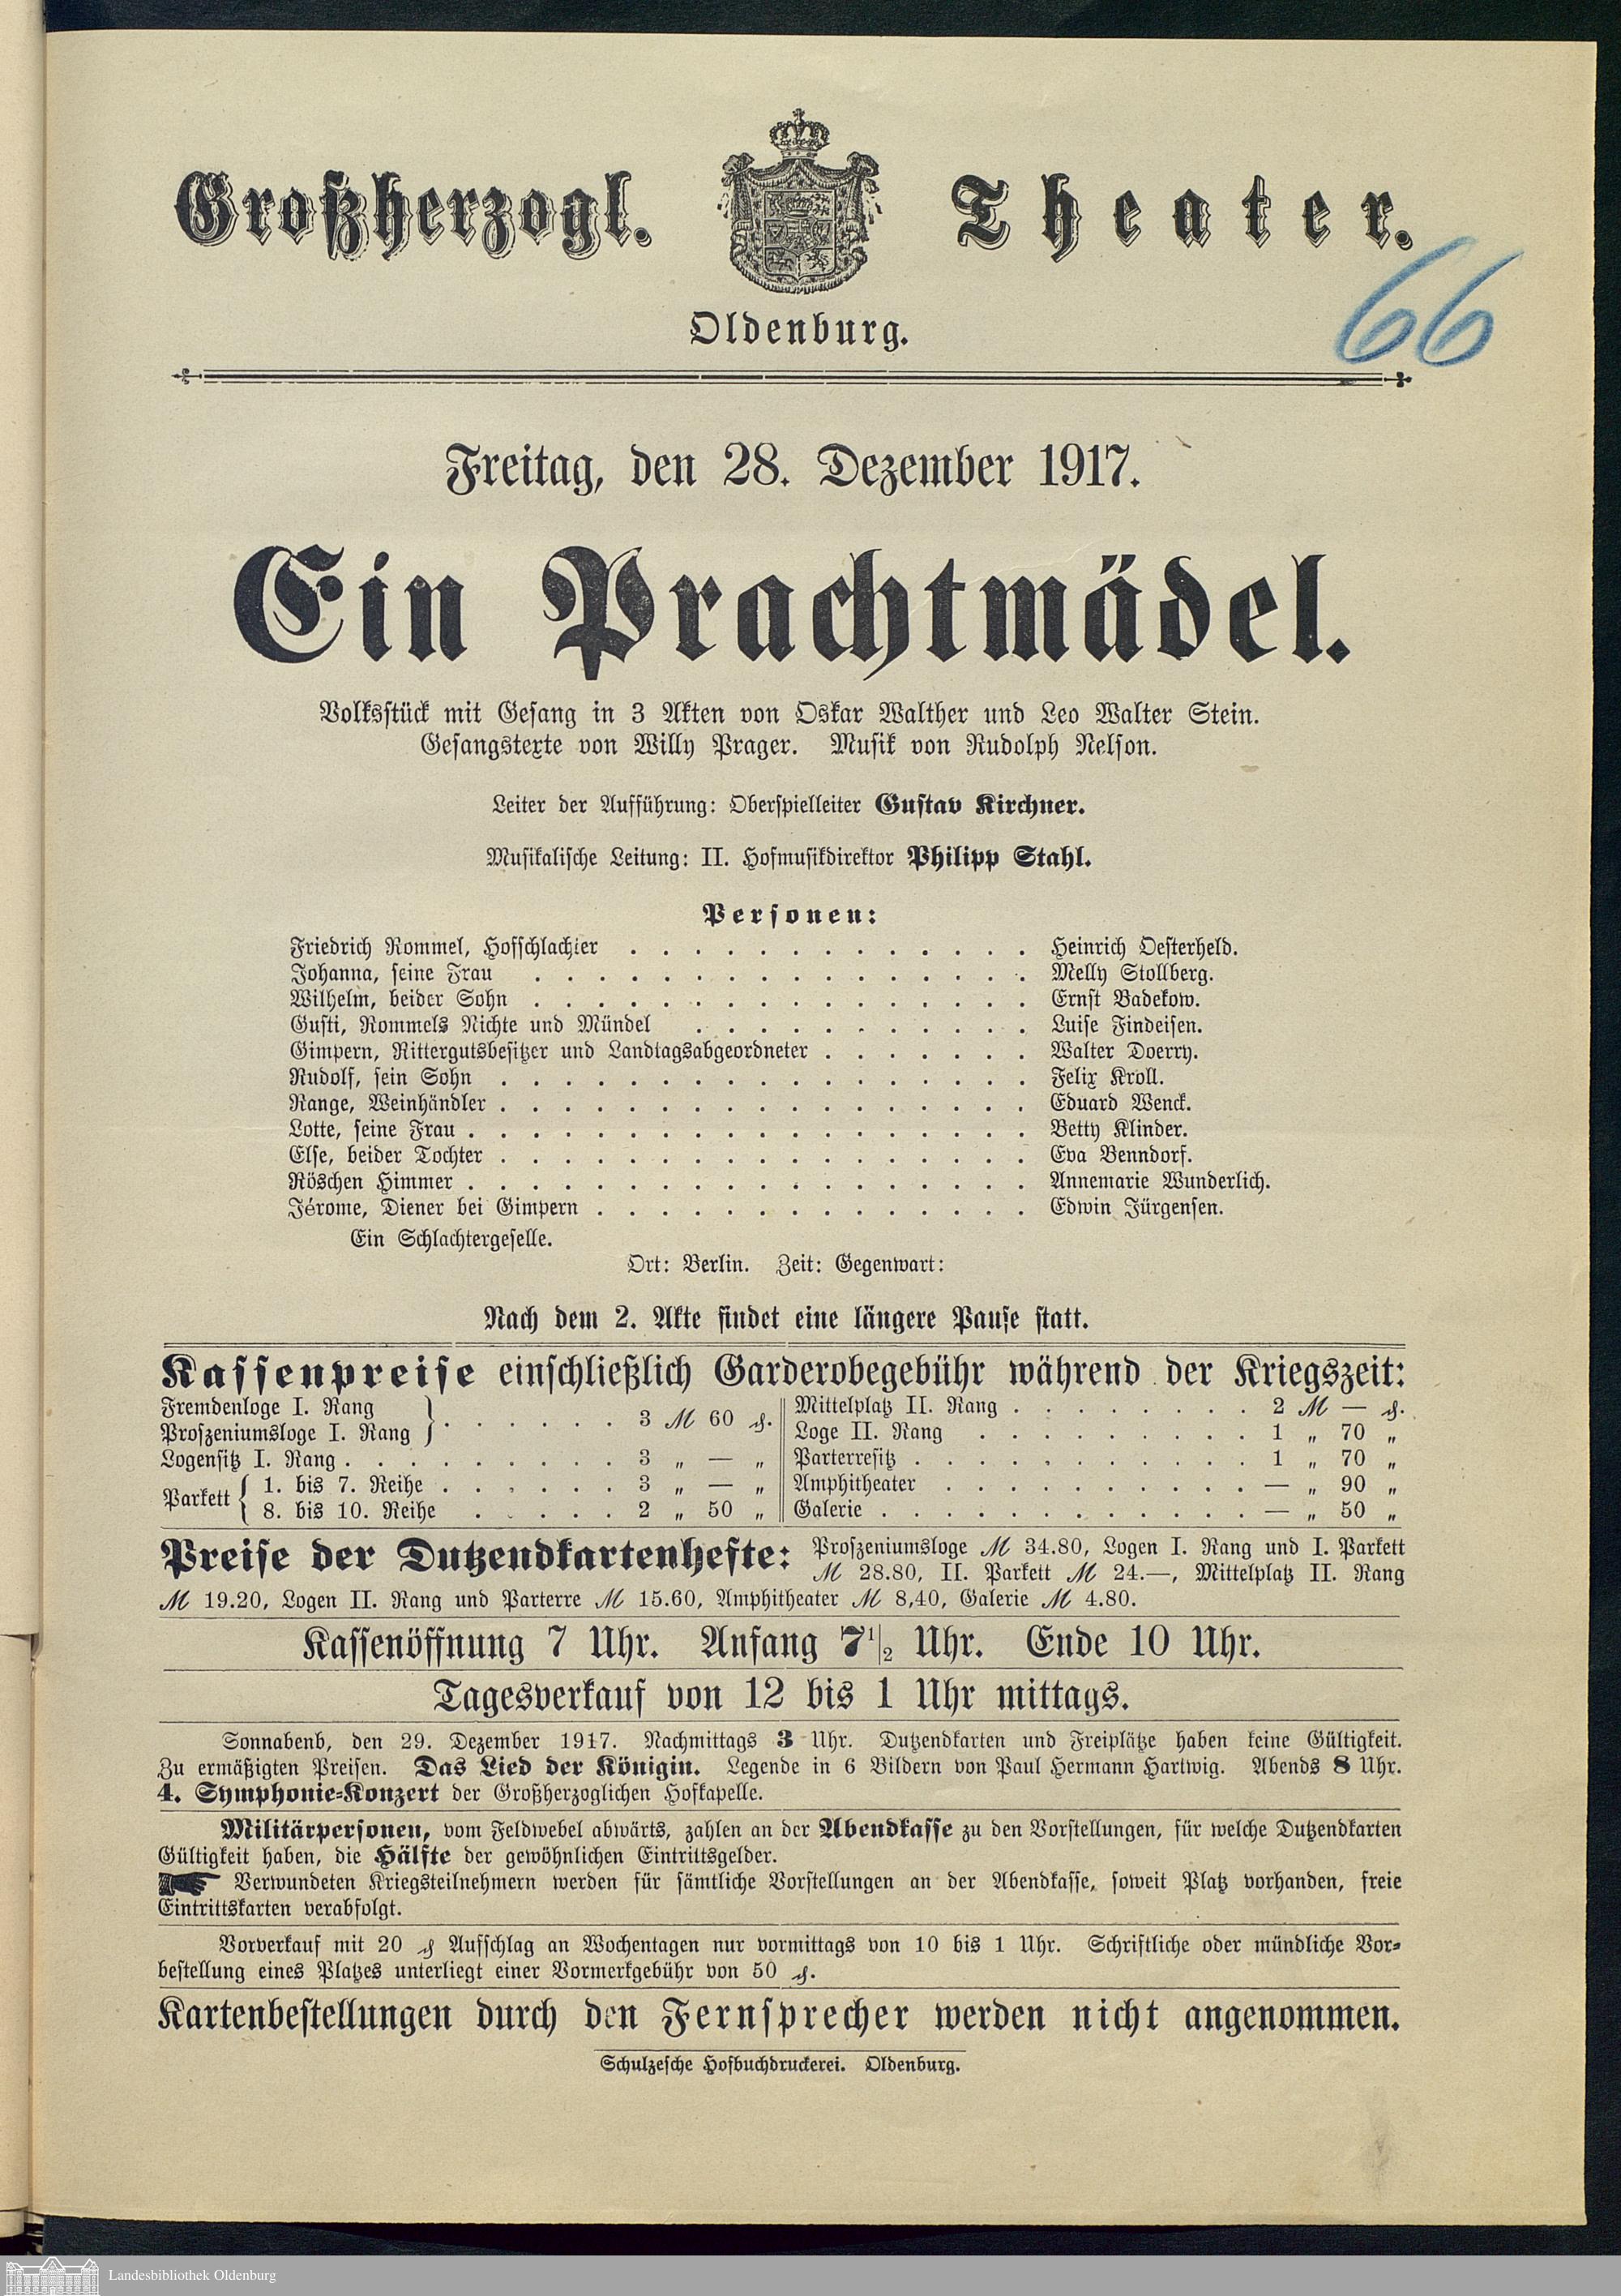 Großherzogl. Theater.
66
Oldenburg.
Freitag, den 28. Dezember 1917.
Ein Prachtmädel.
Volksstück mit Gesang in 3 Akten von Oskar Walther und Leo Walter Stein.
Gesangstexte von Willy Prager. Musik von Rudolph Nelson.
Leiter der Aufführung: Oberspielleiter Gustav Kirchner.
Musikalische Leitung: II. Hofmusikdirektor Philipp Stahl.
Personen:
Friedrich Rommel, Hofschlachter . . . . . . . . . . . . . Heinrich Oesterheld.
Johanna, seine Frau . . . . . . . . . . . . . . . . Melly Stollberg.
Wilhelm, beider Sohn . . . . . . . . . . . . . . . . Ernst Badekow.
Gusti, Rommels Nichte und Mündel . . . . . . . . . . . Luise Findeisen.
Gimpern, Rittergutsbesitzer und Landtagsabgeordneter . . . . . . . Walter Doerry.
Rudolf, sein Sohn . . . . . . . . . . . . . . . . . Felix Kroll.
Range, Weinhändler . . . . . . . . . . . . . . . . . Eduard Wenck.
Lotte, seine Frau . . . . . . . . . . . . . . . . . . Betty Klinder.
Else, beider Tochter . . . . . . . . . . . . . . . . . Eva Benndorf.
Röschen Himmer . . . . . . . . . . . . . . . . . . Annemarie Wunderlich.
Jérome, Diener bei Gimpern . . . . . . . . . . . . . . Edwin Jürgensen.
Ein Schlachtergeselle.
Ort: Berlin. Zeit: Gegenwart:
Nach dem 2. Akte findet eine längere Pause statt.
Kassenpreise einschließlich Garderobegebühr während der Kriegszeit:
Fremdenloge I. Rang
Proszeniumsloge I. Rang } . . . . . . 3 ℳ 60 ₰.
Logensitz I. Rang . . . . . . . . . . 3 „ — „
Parkett { 1. bis 7. Reihe . . . . . . 3 „ — „
8. bis 10. Reihe . . . . . 2 „ 50 „
Mittelplatz II. Rang . . . . . . . . 2 ℳ — ₰.
Loge II. Rang . . . . . . . . . 1 „ 70 „
Parterresitz . . . . . . . . . . . 1 „ 70 „
Amphitheater . . . . . . . . . . — „ 90 „
Galerie . . . . . . . . . . . . — „ 50 „
Preise der Dutzendkartenhefte: Proszeniumsloge ℳ 34.80, Logen I. Rang und I. Parkett
ℳ 28.80, II. Parkett ℳ 24.—, Mittelplatz II. Rang
ℳ 19.20, Logen II. Rang und Parterre ℳ 15.60, Amphitheater ℳ 8,40, Galerie ℳ 4.80.
Kassenöffnung 7 Uhr. Anfang 7 1/2 Uhr. Ende 10 Uhr.
Tagesverkauf von 12 bis 1 Uhr mittags.
Sonnabend, den 29. Dezember 1917. Nachmittags 3 Uhr. Dutzendkarten und Freiplätze haben keine Gültigkeit.
Zu ermäßigten Preisen. Das Lied der Königin. Legende in 6 Bildern von Paul Hermann Hartwig. Abends 8 Uhr.
4. Symphonie-Konzert der Großherzoglichen Hofkapelle.
Militärpersonen, vom Feldwebel abwärts, zahlen an der Abendkasse zu den Vorstellungen, für welche Dutzendkarten
Gültigkeit haben, die Hälfte der gewöhnlichen Eintrittsgelder.
Verwundeten Kriegsteilnehmern werden für sämtliche Vorstellungen an der Abendkasse, soweit Platz vorhanden, freie
Eintrittskarten verabfolgt.
Vorverkauf mit 20 ₰ Aufschlag an Wochentagen nur vormittags von 10 bis 1 Uhr. Schriftliche oder mündliche Vor-
bestellung eines Platzes unterliegt einer Vormerkgebühr von 50 ₰.
Kartenbestellungen durch den Fernsprecher werden nicht angenommen.
Schulzesche Hofbuchdruckerei. Oldenburg.
Landesbibliothek Oldenburg